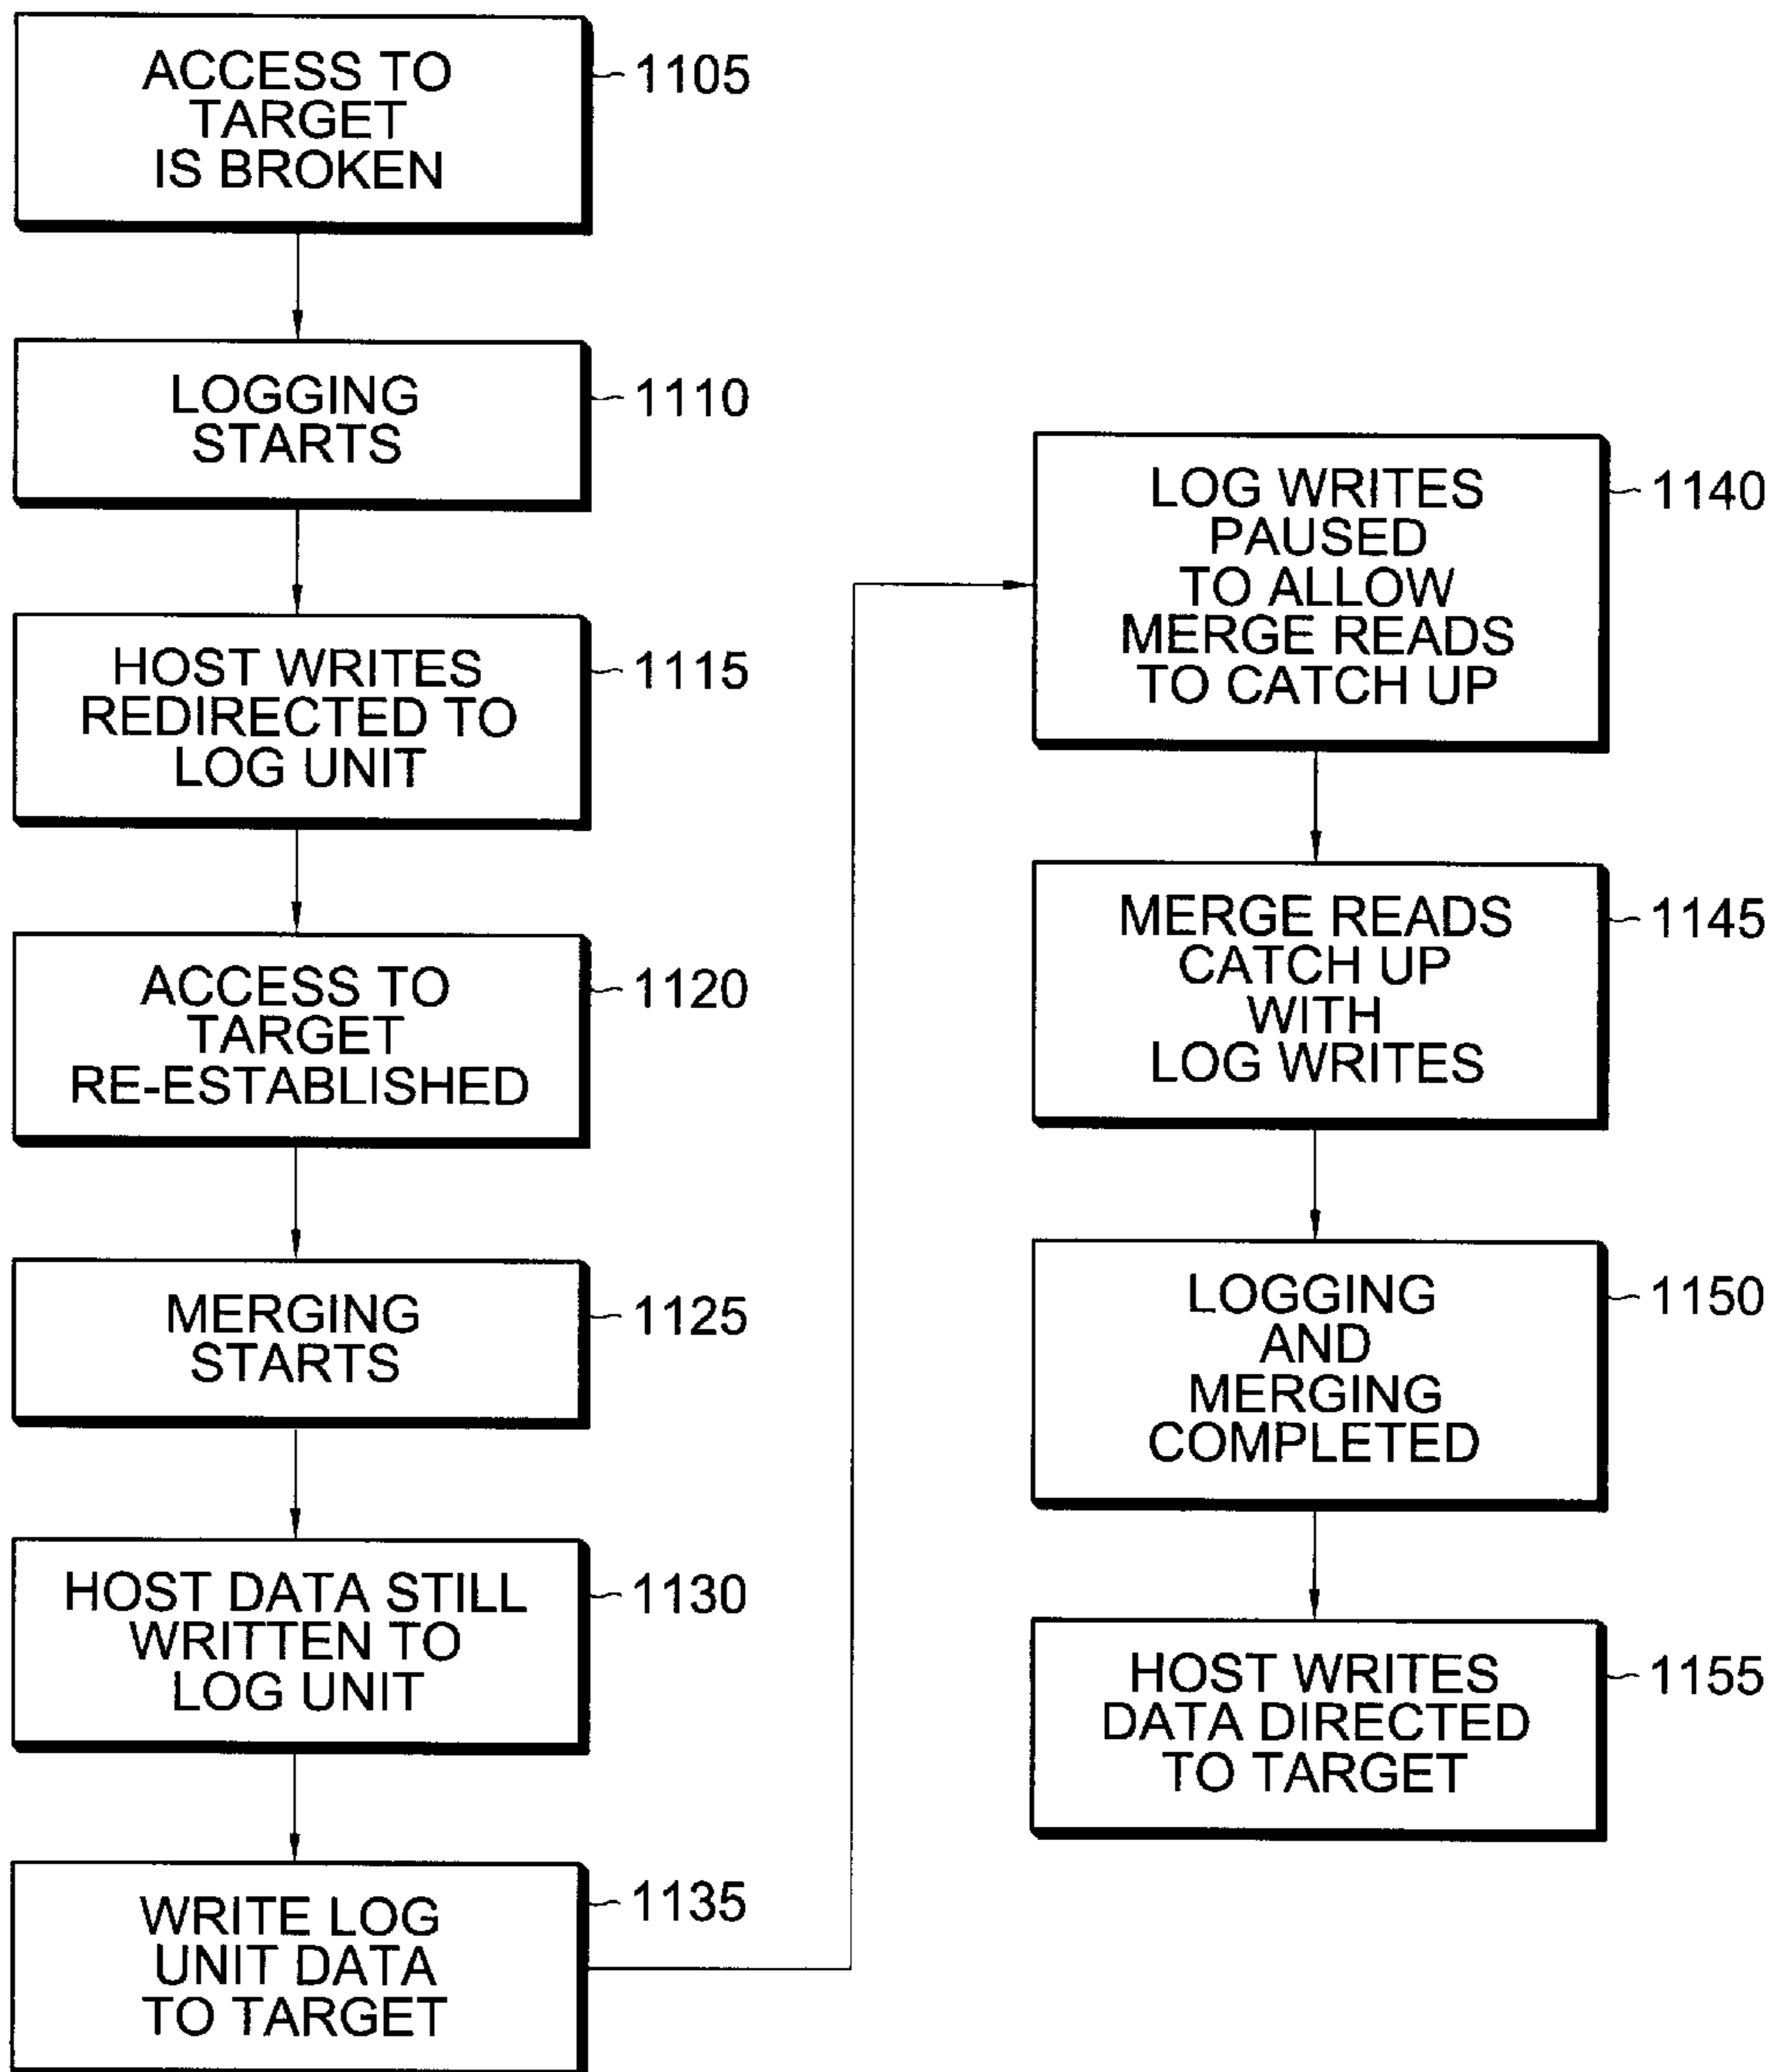 ACCESS TO
TARGET
IS BROKEN
1105
LOGGING
STARTS
1110
HOST WRITES
REDIRECTED TO
LOG UNIT
1115
ACCESS TO
TARGET
RE-ESTABLISHED
1120
MERGING
STARTS
1125
HOST DATA STILL
WRITTEN TO
LOG UNIT
1130
WRITE LOG
UNIT DATA
TO TARGET
1135
LOG WRITES
PAUSED
TO ALLOW
MERGE READS
TO CATCH UP
1140
MERGE READS
CATCH UP
WITH
LOG WRITES
1145
LOGGING
AND
MERGING
COMPLETED
1150
HOST WRITES
DATA DIRECTED
TO TARGET
1155